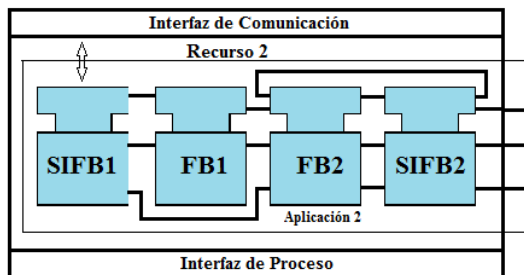 Interfaz de Comunicación
Recurso 2
SIFB1 FB1 FB2 SIFB2
Aplicación 2
Interfaz de Proceso